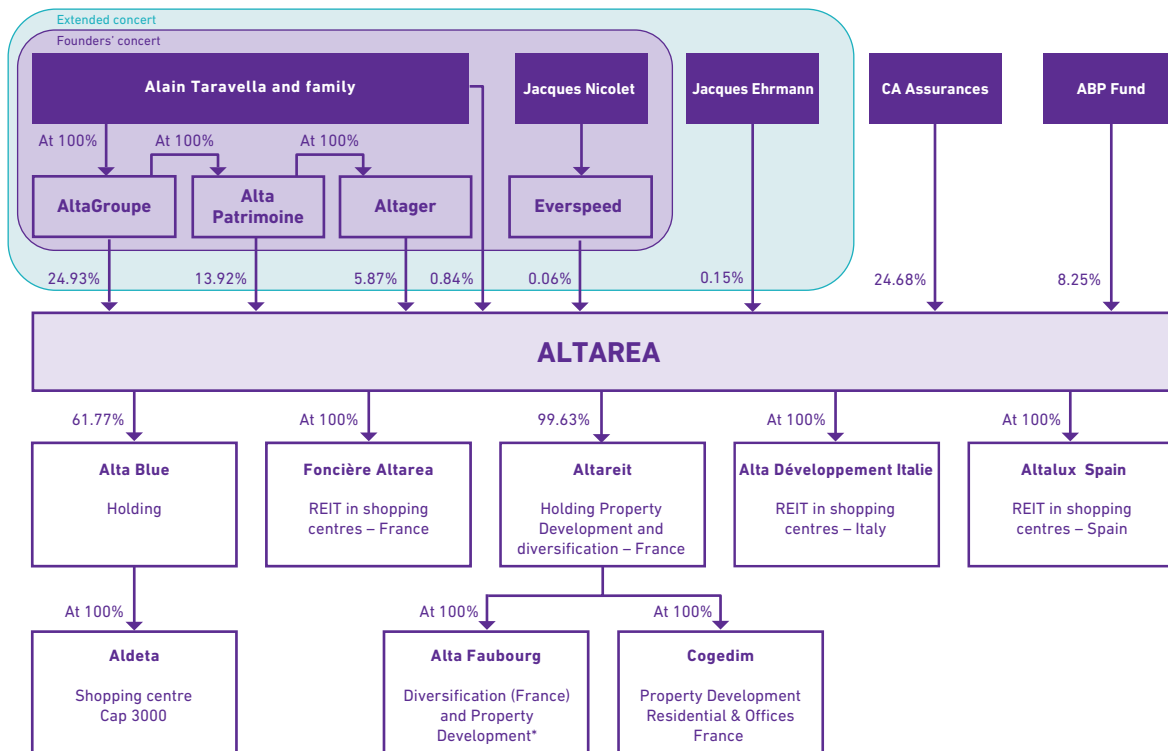 Extended concert
Founders' concert
Alain Taravella and family
Jacques Nicolet
Jacques Ehrmann
CA Assurances
ABP Fund
At 100%
At 100%
At 100%
AltaGroupe
Alta
Patrimoine
Altager
Everspeed
24.93%
13.92%
5.87%
0.84%
0.06%
0.15%
24.68%
8.25%
ALTAREA
61.77%
At 100%
99.63%
At 100%
At 100%
Alta Blue
Holding
Foncière Altarea
REIT in shopping
centres – France
Altareit
Holding Property
Development and
diversification – France
Alta Développement Italie
REIT in shopping
centres – Italy
Altalux Spain
REIT in shopping
centres – Spain
At 100%
At 100%
At 100%
Aldeta
Shopping centre
Cap 3000
Alta Faubourg
Diversification (France)
and Property
Development*
Cogedim
Property Development
Residential & Offices
France